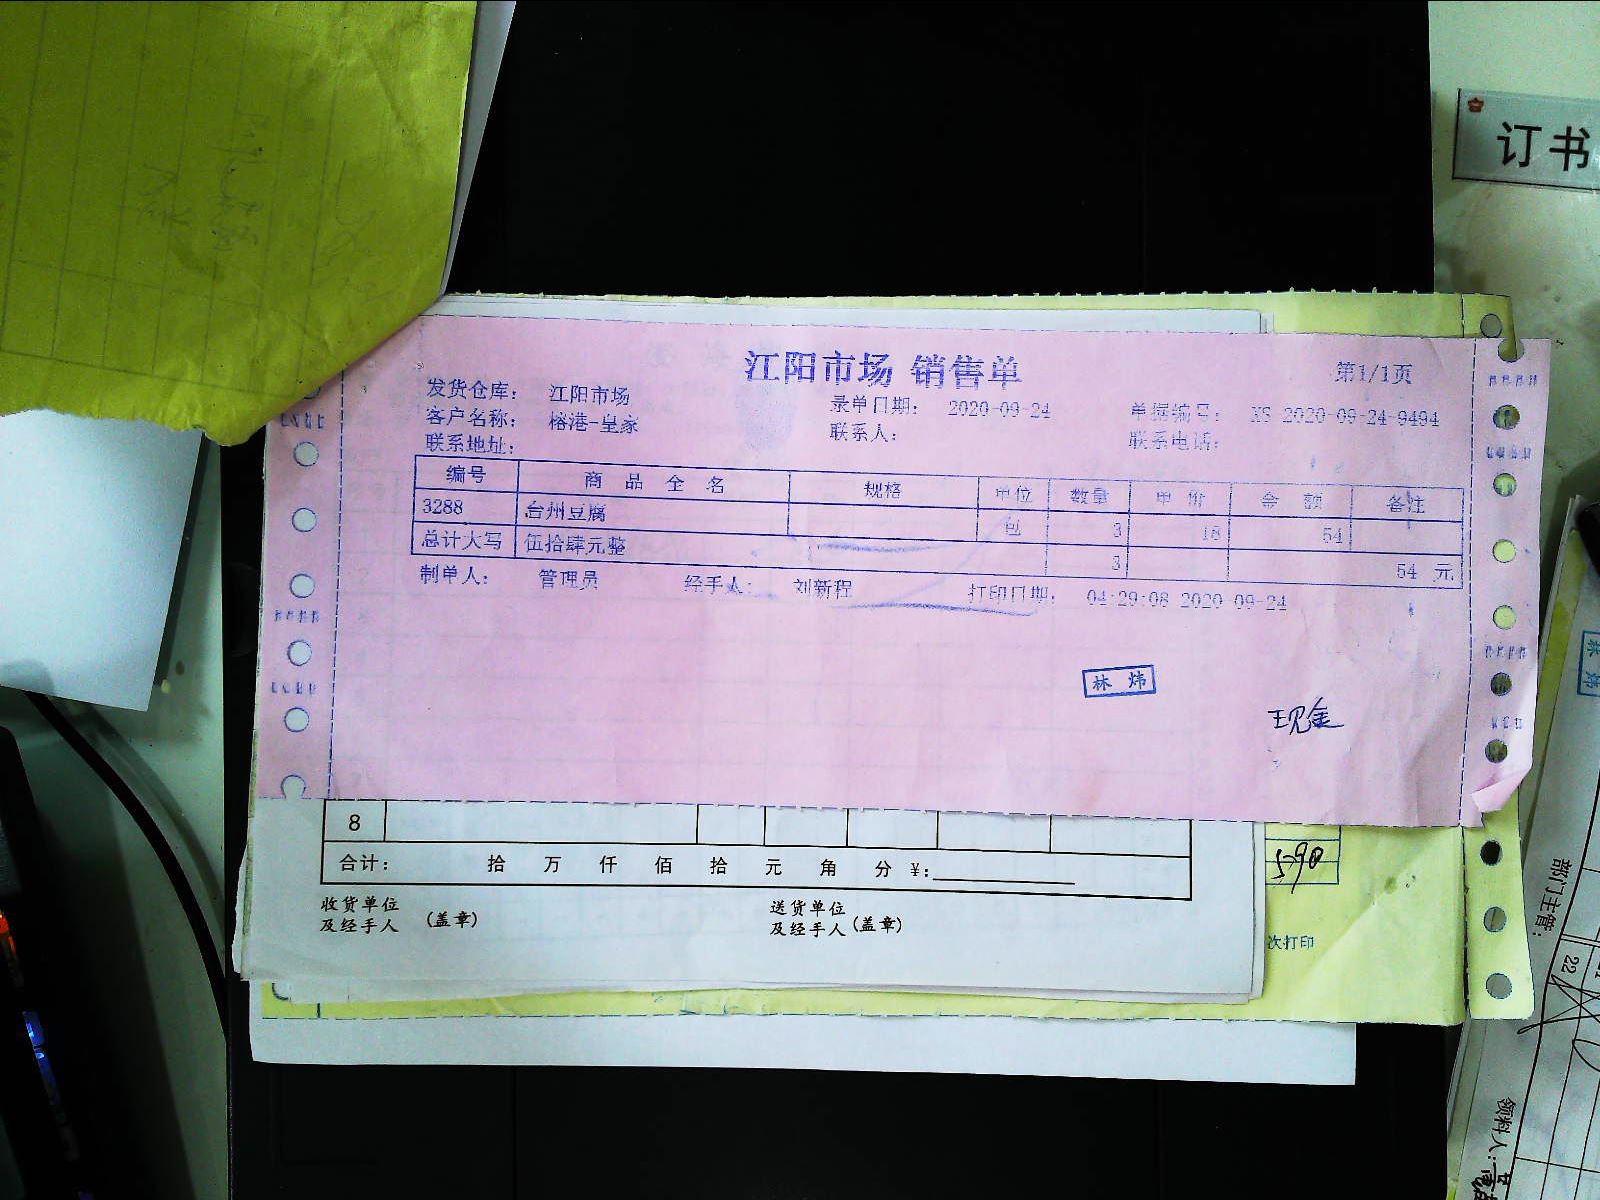 订书
江阳市场 销售单
第1/1页
发货仓库： 江阳市场 录单日期： 2020-09-24 单据编号： XS-2020-09-24-9494
客户名称： 榕港-皇家 联系人： 联系电话：
联系地址：
编号 商品全名 规格 单位 数量 单价 金额 备注
3288 台州豆腐 包 3 18 54
总计大写 伍拾肆元整 3 54 元
制单人： 管理员 经手人： 刘新程 打印日期： 04:29:08 2020-09-24
林炜
现金
8
合计： 拾 万 仟 佰 拾 元 角 分 ¥:
收货单位 送货单位
及经手人 (盖章) 及经手人 (盖章)
590
次打印
林炜
部门主管：
22
领料人：